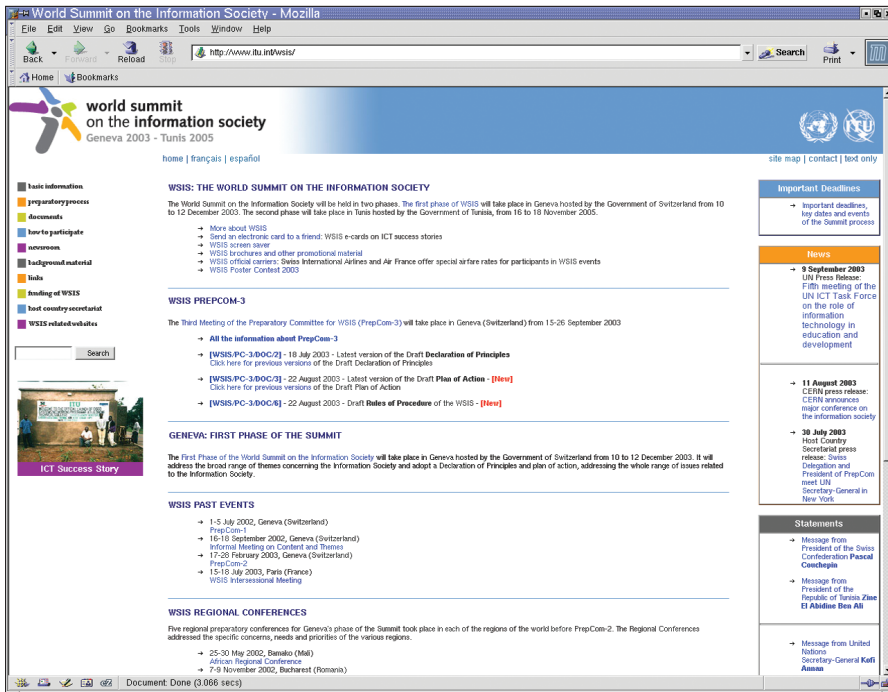 World Summit on the Information Society - Mozilla
File Edit View Go Bookmarks Tools Window Help
Back Forward Reload Stop http://www.itu.int/wsis/ Search Print
Home Bookmarks
world summit
on the information society
Geneva 2003 - Tunis 2005
ITU
home | français | español
site map | contact | text only
basic information
preparatory process
documents
how to participate
newsroom
background material
links
funding of WSIS
host country secretariat
WSIS related websites
Search
ITU
ICT Success Story
WSIS: THE WORLD SUMMIT ON THE INFORMATION SOCIETY
The World Summit on the Information Society will be held in two phases. The first phase of WSIS will take place in Geneva hosted by the Government of Switzerland from 10
to 12 December 2003. The second phase will take place in Tunis hosted by the Government of Tunisia, from 16 to 18 November 2005.
→ More about WSIS
→ Send an electronic card to a friend: WSIS e-cards on ICT success stories
→ WSIS screen saver
→ WSIS brochures and other promotional material
→ WSIS official carriers: Swiss International Airlines and Air France offer special airfare rates for participants in WSIS events
→ WSIS Poster Contest 2003
WSIS PREPCOM-3
The Third Meeting of the Preparatory Committee for WSIS (PrepCom-3) will take place in Geneva (Switzerland) from 15-26 September 2003
→ All the information about PrepCom-3
→ [WSIS/PC-3/DOC/2] - 18 July 2003 - Latest version of the Draft Declaration of Principles
Click here for previous versions of the Draft Declaration of Principles
→ [WSIS/PC-3/DOC/3] - 22 August 2003 - Latest version of the Draft Plan of Action - [New]
Click here for previous versions of the Draft Plan of Action
→ [WSIS/PC-3/DOC/6] - 22 August 2003 - Draft Rules of Procedure of the WSIS - [New]
GENEVA: FIRST PHASE OF THE SUMMIT
The First Phase of the World Summit on the Information Society will take place in Geneva hosted by the Government of Switzerland from 10 to 12 December 2003. It will
address the broad range of themes concerning the Information Society and adopt a Declaration of Principles and plan of action, addressing the whole range of issues related
to the Information Society.
WSIS PAST EVENTS
→ 1-5 July 2002, Geneva (Switzerland)
PrepCom-1
→ 16-18 September 2002, Geneva (Switzerland)
Informal Meeting on Content and Themes
→ 17-28 February 2003, Geneva (Switzerland)
PrepCom-2
→ 15-18 July 2003, Paris (France)
WSIS Intersessional Meeting
WSIS REGIONAL CONFERENCES
Five regional preparatory conferences for Geneva's phase of the Summit took place in each of the regions of the world before PrepCom-2. The Regional Conferences
addressed the specific concerns, needs and priorities of the various regions.
→ 25-30 May 2002, Bamako (Mali)
African Regional Conference
→ 7-9 November 2002, Bucharest (Romania)
Important Deadlines
→ Important deadlines,
key dates and events
of the Summit process
News
→ 9 September 2003
UN Press Release:
Fifth meeting of the
UN ICT Task Force
on the role of
information
technology in
education and
development
→ 11 August 2003
CERN press release:
CERN announces
major conference on
the information society
→ 30 July 2003
Host Country
Secretariat press
release: Swiss
Delegation and
President of PrepCom
meet UN
Secretary-General in
New York
Statements
→ Message from
President of the Swiss
Confederation Pascal
Couchepin
→ Message from
President of the
Republic of Tunisia Zine
El Abidine Ben Ali
→ Message from United
Nations
Secretary-General Kofi
Annan
Document: Done (3.066 secs)